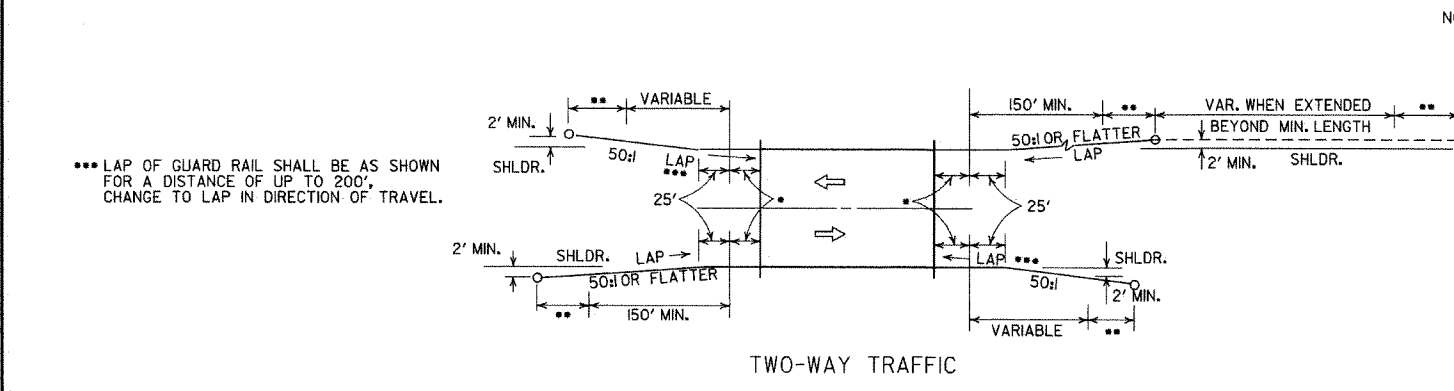 ** VARIABLE
150' MIN. ** VAR. WHEN EXTENDED **
2' MIN. 50:1 OR FLATTER BEYOND MIN. LENGTH
SHLDR. 50:1 LAP LAP 2' MIN. SHLDR.
***
*** LAP OF GUARD RAIL SHALL BE AS SHOWN
FOR A DISTANCE OF UP TO 200',
CHANGE TO LAP IN DIRECTION OF TRAVEL.
25' * * 25'
2' MIN. SHLDR. LAP LAP *** SHLDR.
50:1 OR FLATTER 50:1 2' MIN.
** 150' MIN.
VARIABLE **
TWO-WAY TRAFFIC